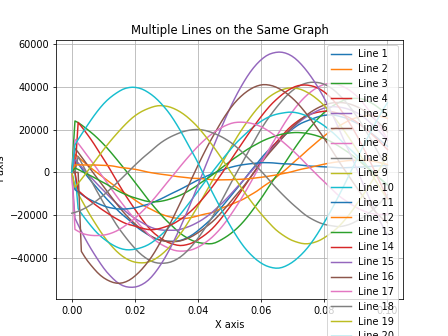 Multiple Lines on the Same Graph
60000
40000
20000
0
−20000
−40000
0.00
0.02
0.04
0.06
X axis
Line 1
Line 2
Line 3
Line 4
Line 5
Line 6
Line 7
Line 8
Line 9
Line 10
Line 11
Line 12
Line 13
Line 14
Line 15
Line 16
Line 17
Line 18
Line 19